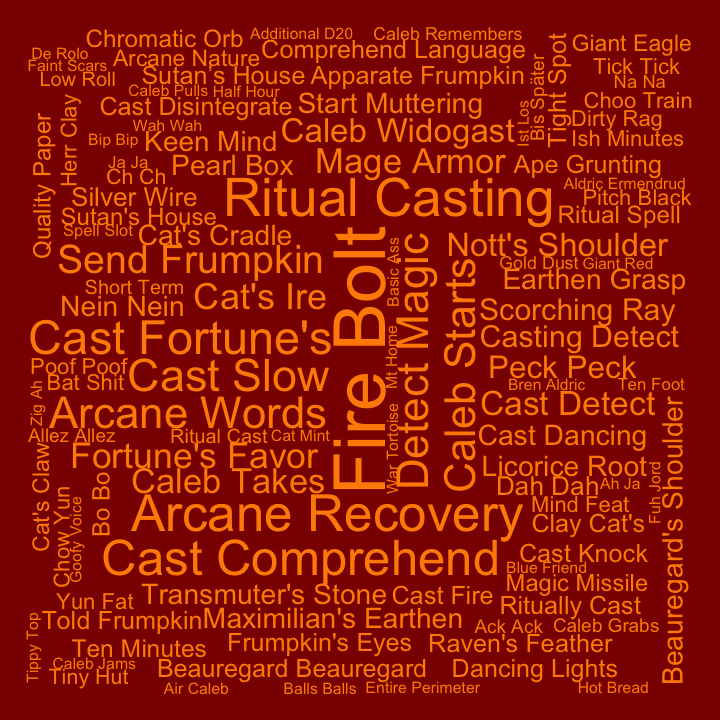 Chromatic Orb
Additional D20
Caleb Remembers
De Rolo
Arcane Nature
Comprehend Language
Giant Eagle
Faint Scars
Low Roll
Sutan's House
Apparate Frumpkin
Tick Tick
Caleb Pulls
Half Hour
Na Na
Cast Disintegrate
Start Muttering
Choo Train
Bis Später
Tight Spot
Ist Los
Wah Wah
Caleb Widogast
Dirty Rag
Bip Bip
Keen Mind
Ish Minutes
Quality Paper
Herr Clay
Ja Ja
Ch Ch
Pearl Box
Mage Armor
Ape Grunting
Silver Wire
Ritual Casting
Aldric Ermendrud
Pitch Black
Sutan's House
Ritual Spell
Spell Slot
Cat's Cradle
Nott's Shoulder
Send Frumpkin
Basic Ass
Gold Dust
Giant Red
Short Term
Fire Bolt
Detect Magic
Caleb Starts
Earthen Grasp
Nein Nein
Cat's Ire
Scorching Ray
Cast Fortune's
Mt Home
Casting Detect
Poof Poof
Bat Shit
Cast Slow
Peck Peck
Bren Aldric
Ten Foot
Zig Ah
Arcane Words
War Tortoise
Cast Detect
Allez Allez
Ritual Cast
Cat Mint
Cast Dancing
Fortune's Favor
Licorice Root
Cat's Claw
Bo Bo
Caleb Takes
Dah Dah
Ah Ja
Fuh Jord
Beauregard's Shoulder
Chow Yun
Goofy Voice
Arcane Recovery
Mind Feat
Clay Cat's
Cast Comprehend
Cast Knock
Blue Friend
Yun Fat
Transmuter's Stone
Cast Fire
Magic Missile
Ritually Cast
Told Frumpkin
Maximilian's Earthen
Ack Ack
Caleb Grabs
Tippy Top
Ten Minutes
Frumpkin's Eyes
Raven's Feather
Caleb Jams
Tiny Hut
Beauregard Beauregard
Dancing Lights
Air Caleb
Balls Balls
Entire Perimeter
Hot Bread